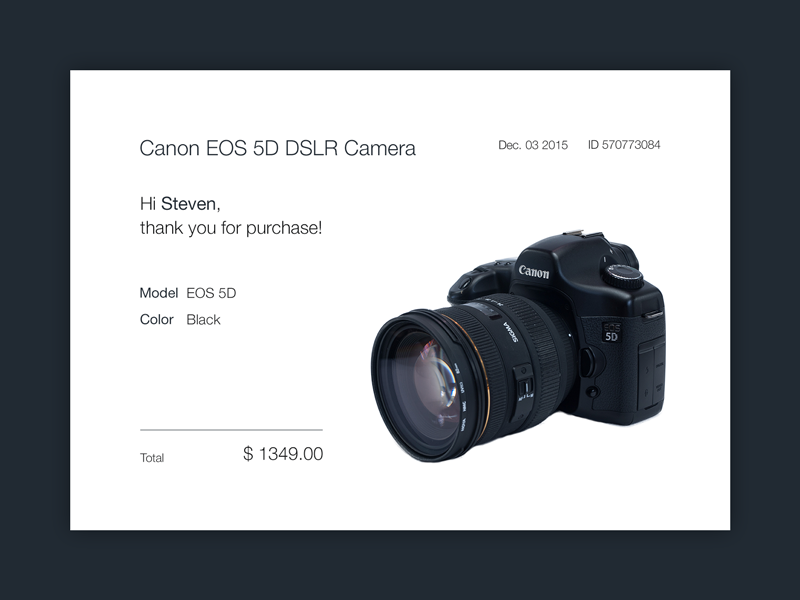 Canon EOS 5D DSLR Camera
Dec. 03 2015 ID 570773084
Hi Steven,
thank you for purchase!
Model EOS 5D
Color Black
Total $ 1349.00
Canon
EOS
5D
SIGMA